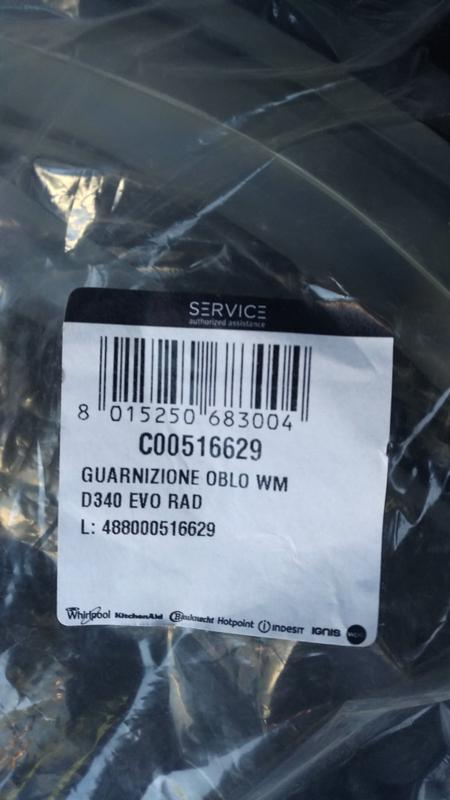 SERVICE
authorized assistance
8 015250 683004
C00516629
GUARNIZIONE OBLO WM
D340 EVO RAD
L: 488000516629
Whirlpool KitchenAid Bauknecht Hotpoint INDESIT IGNIS